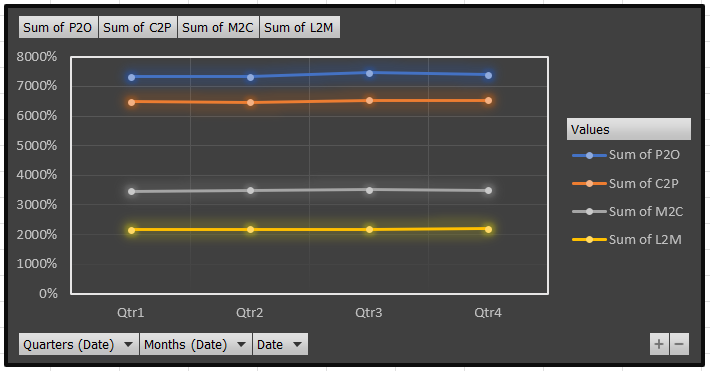 Sum of P2O Sum of C2P Sum of M2C Sum of L2M
8000%
7000%
6000%
5000%
4000%
3000%
2000%
1000%
0%
Qtr1 Qtr2 Qtr3 Qtr4
Values
Sum of P2O
Sum of C2P
Sum of M2C
Sum of L2M
Quarters (Date) Months (Date) Date
+ −